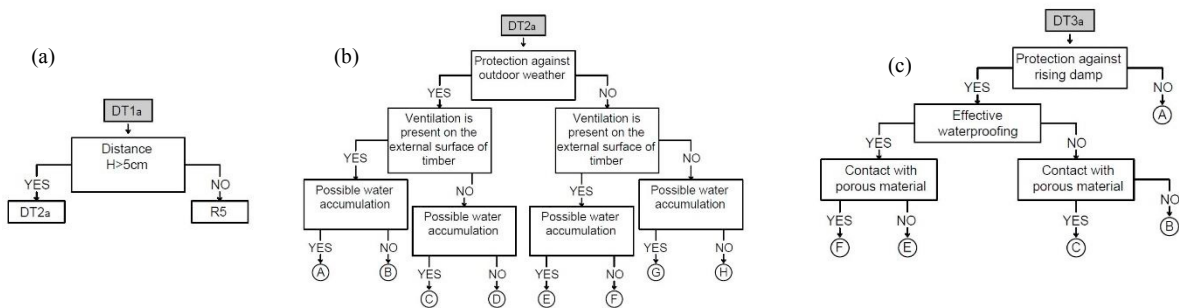 (a)
DT1a
Distance
H>5cm
YES
NO
DT2a
R5
(b)
DT2a
Protection against
outdoor weather
YES
NO
Ventilation is
present on the
external surface of
timber
Ventilation is
present on the
external surface of
timber
YES
NO
YES
NO
Possible water
accumulation
Possible water
accumulation
Possible water
accumulation
Possible water
accumulation
YES
NO
YES
NO
YES
NO
YES
NO
A
B
C
D
E
F
G
H
(c)
DT3a
Protection against
rising damp
YES
NO
A
Effective
waterproofing
YES
NO
Contact with
porous material
Contact with
porous material
YES
NO
YES
NO
F
E
C
B